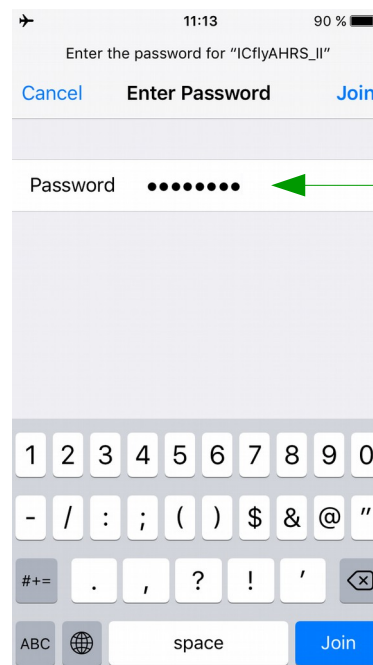 11:13 90 %
Enter the password for “ICflyAHRS_II”
Cancel Enter Password Join
Password ●●●●●●●●
1 2 3 4 5 6 7 8 9 0
- / : ; ( ) $ & @ "
#+= . , ? ! ’
ABC space Join